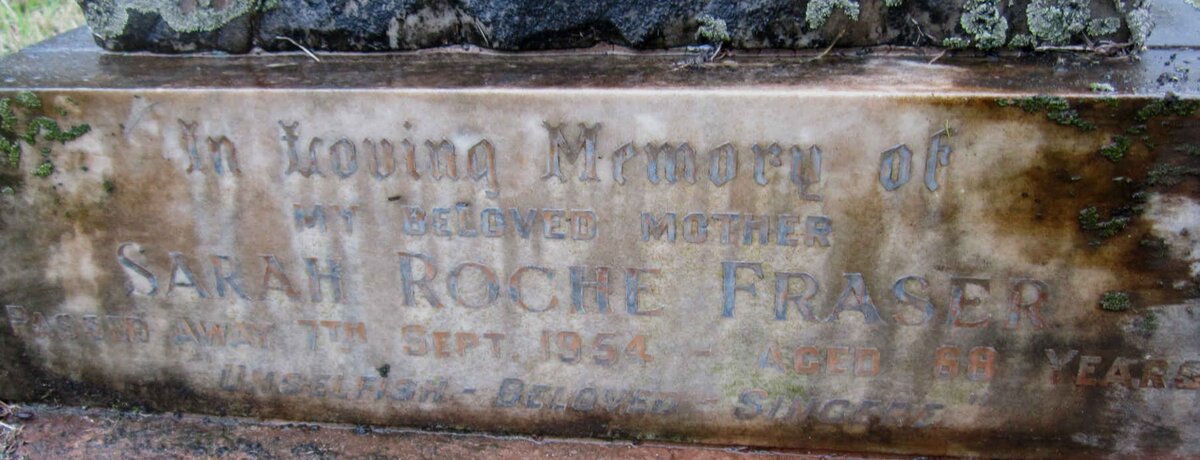 In Loving Memory of
MY BELOVED MOTHER
SARAH ROCHE FRASER
PASSED AWAY 7TH SEPT. 1954 - AGED 68 YEARS
UNSELFISH - BELOVED - SINCERE"